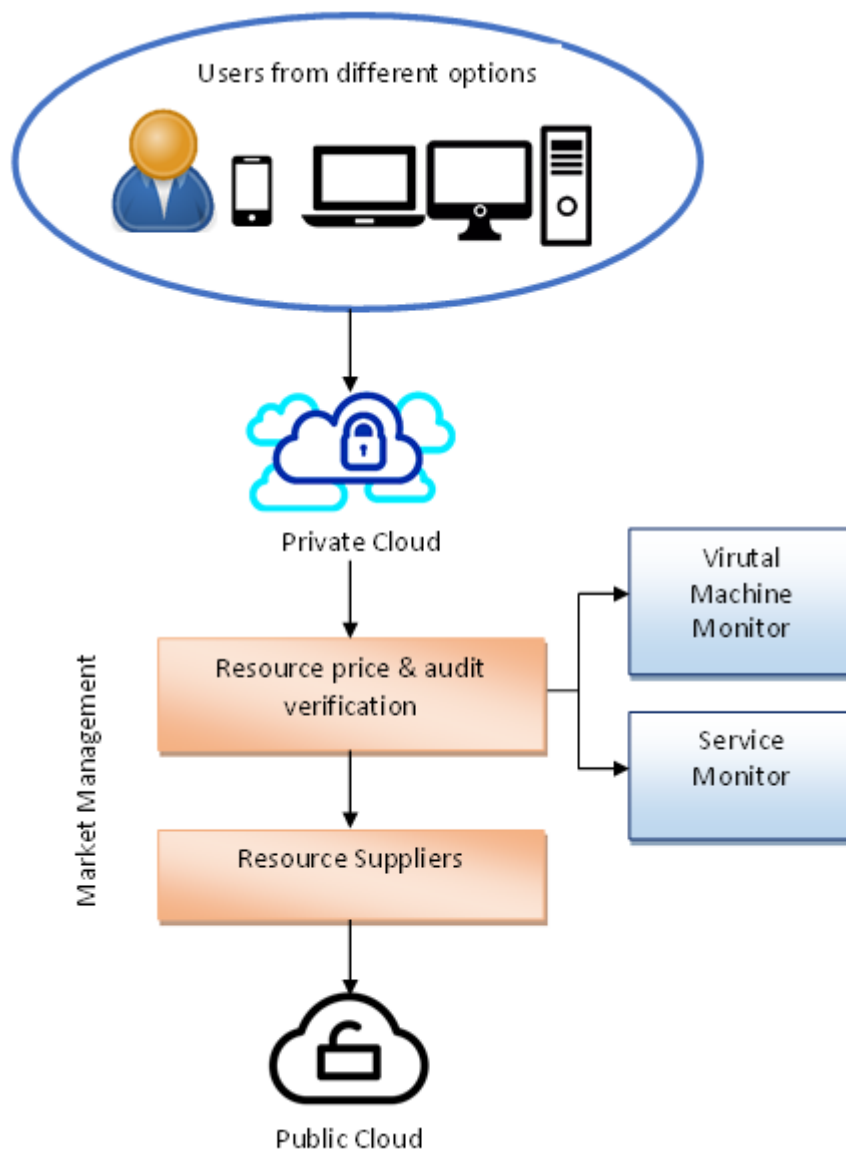 Users from different options
Private Cloud
Virutal
Machine
Monitor
Resource price & audit
verification
Service
Monitor
Market Management
Resource Suppliers
Public Cloud